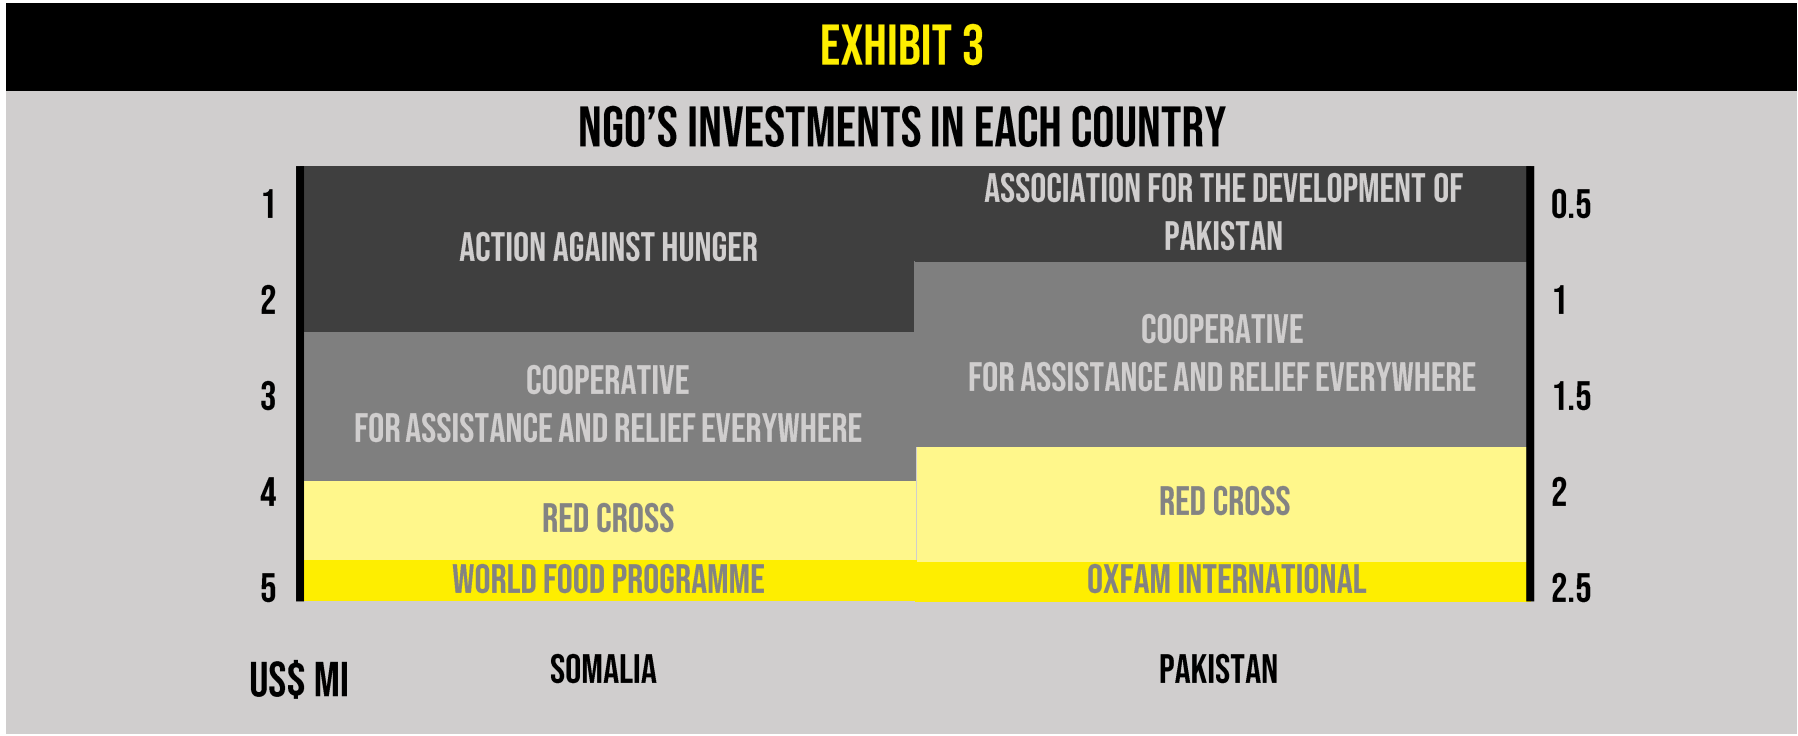 EXHIBIT 3
NGO'S INVESTMENTS IN EACH COUNTRY
1
2
3
4
5
ACTION AGAINST HUNGER
COOPERATIVE
FOR ASSISTANCE AND RELIEF EVERYWHERE
RED CROSS
WORLD FOOD PROGRAMME
ASSOCIATION FOR THE DEVELOPMENT OF
PAKISTAN
COOPERATIVE
FOR ASSISTANCE AND RELIEF EVERYWHERE
RED CROSS
OXFAM INTERNATIONAL
0.5
1
1.5
2
2.5
US$ MI
SOMALIA
PAKISTAN